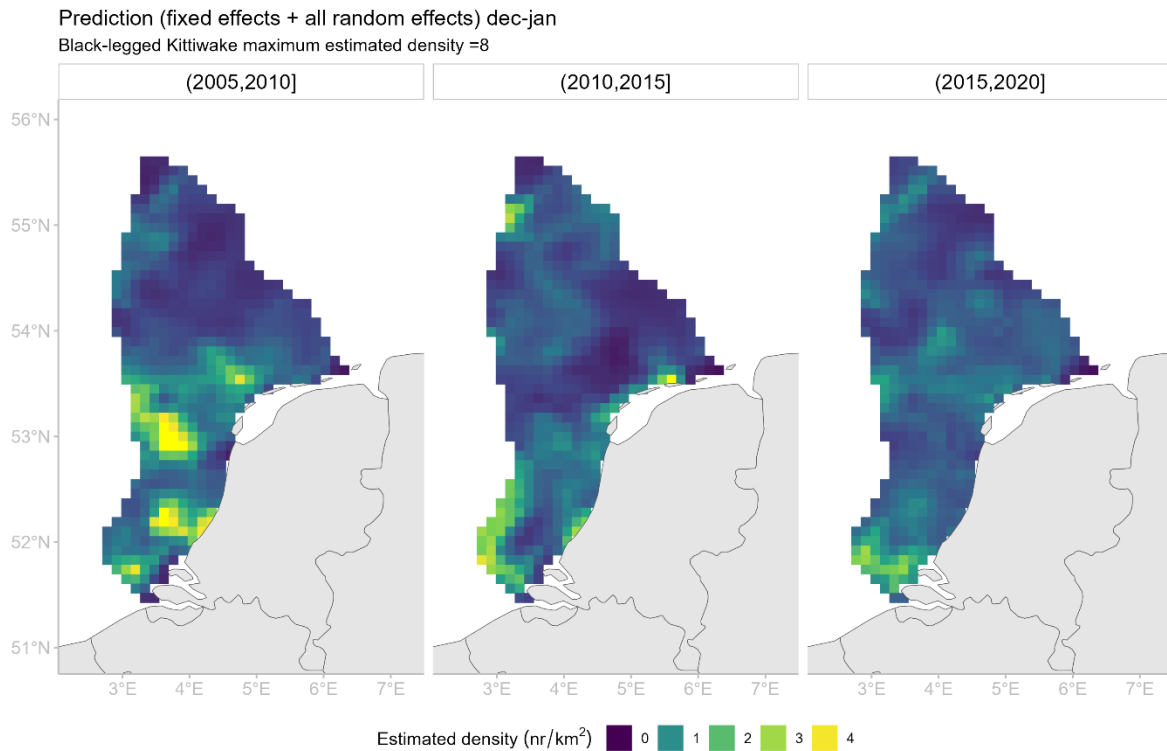 Prediction (fixed effects + all random effects) dec-jan
Black-legged Kittiwake maximum estimated density =8
(2005,2010] (2010,2015] (2015,2020]
56°N
55°N
54°N
53°N
52°N
51°N
3°E 4°E 5°E 6°E 7°E 3°E 4°E 5°E 6°E 7°E 3°E 4°E 5°E 6°E 7°E
Estimated density (nr/km²) 0 1 2 3 4